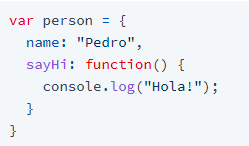 var person = {
  name: "Pedro",
  sayHi: function() {
    console.log("Hola!");
  }
}